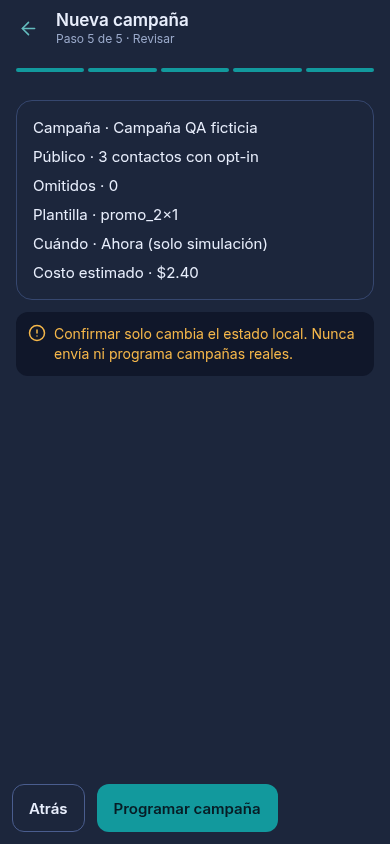 Nueva campaña
Paso 5 de 5 · Revisar
Campaña · Campaña QA ficticia
Público · 3 contactos con opt-in
Omitidos · 0
Plantilla · promo_2×1
Cuándo · Ahora (solo simulación)
Costo estimado · $2.40
Confirmar solo cambia el estado local. Nunca
envía ni programa campañas reales.
Atrás
Programar campaña